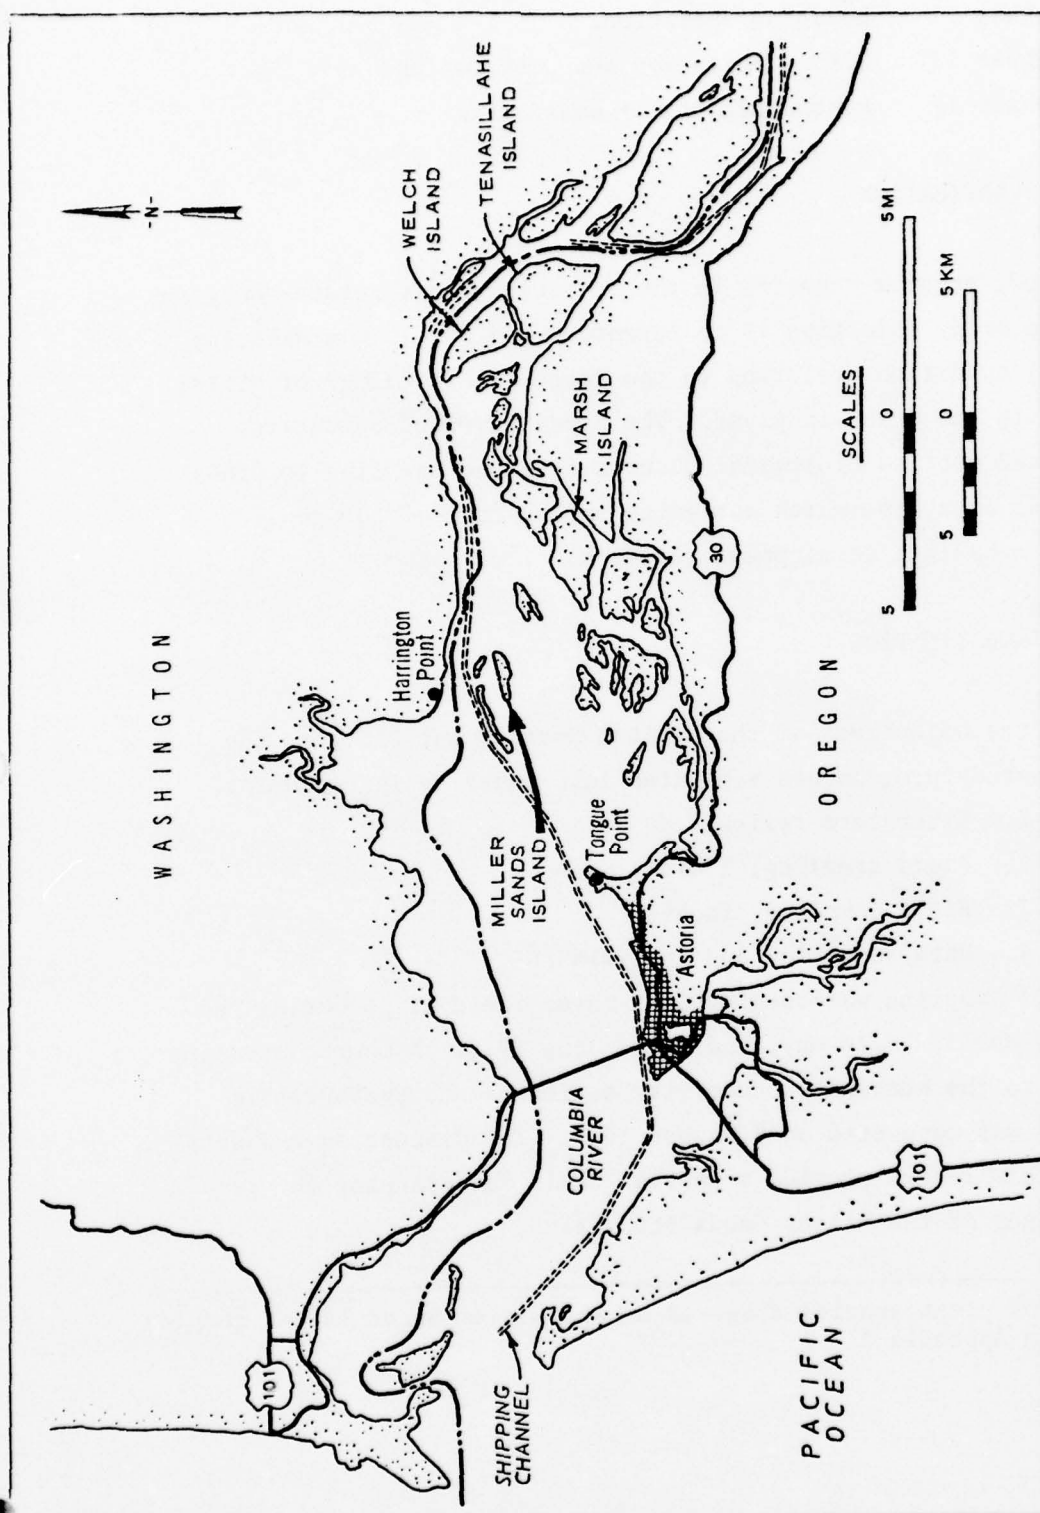 WASHINGTON
-N-
WELCH
ISLAND
TENASILLAHE
ISLAND
Harrington
Point
MARSH
ISLAND
MILLER
SANDS
ISLAND
Tongue
Point
Astoria
COLUMBIA
RIVER
101
SHIPPING
CHANNEL
PACIFIC
OCEAN
101
30
OREGON
SCALES
5 0 5 MI
5 0 5 KM